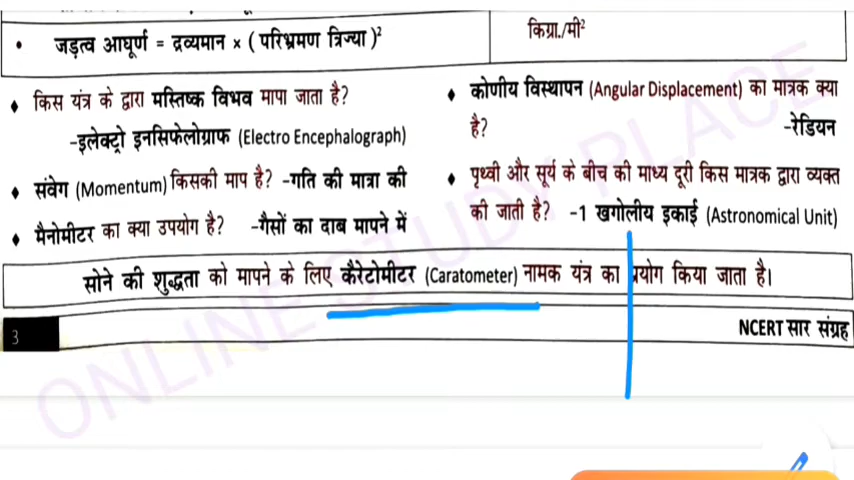 • जड़त्व आघूर्ण = द्रव्यमान × ( परिभ्रमण त्रिज्या )²
किग्रा./मी²
♦ किस यंत्र के द्वारा मस्तिष्क विभव मापा जाता है?
-इलेक्ट्रो इनसिफेलोग्राफ (Electro Encephalograph)
♦ संवेग (Momentum) किसकी माप है? -गति की मात्रा की
♦ मैनोमीटर का क्या उपयोग है? -गैसों का दाब मापने में
♦ कोणीय विस्थापन (Angular Displacement) का मात्रक क्या
है? -रेडियन
♦ पृथ्वी और सूर्य के बीच की माध्य दूरी किस मात्रक द्वारा व्यक्त
की जाती है? -1 खगोलीय इकाई (Astronomical Unit)
सोने की शुद्धता को मापने के लिए कैरेटोमीटर (Caratometer) नामक यंत्र का प्रयोग किया जाता है।
3
NCERT सार संग्रह
ONLINE STUDY PLACE